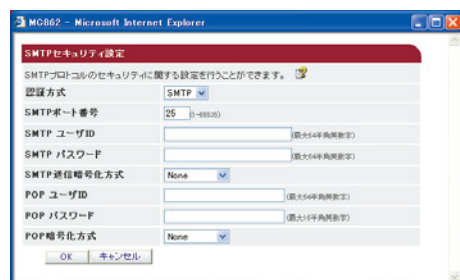 MG862 - Microsoft Internet Explorer
SMTPセキュリティ設定
SMTPプロトコルのセキュリティに関する設定を行うことができます。
認証方式 SMTP
SMTPポート番号 25 (1-65535)
SMTP ユーザID (最大64半角英数字)
SMTP パスワード (最大64半角英数字)
SMTP送信暗号化方式 None
POP ユーザID (最大64半角英数字)
POP パスワード (最大16半角英数字)
POP暗号化方式 None
OK キャンセル